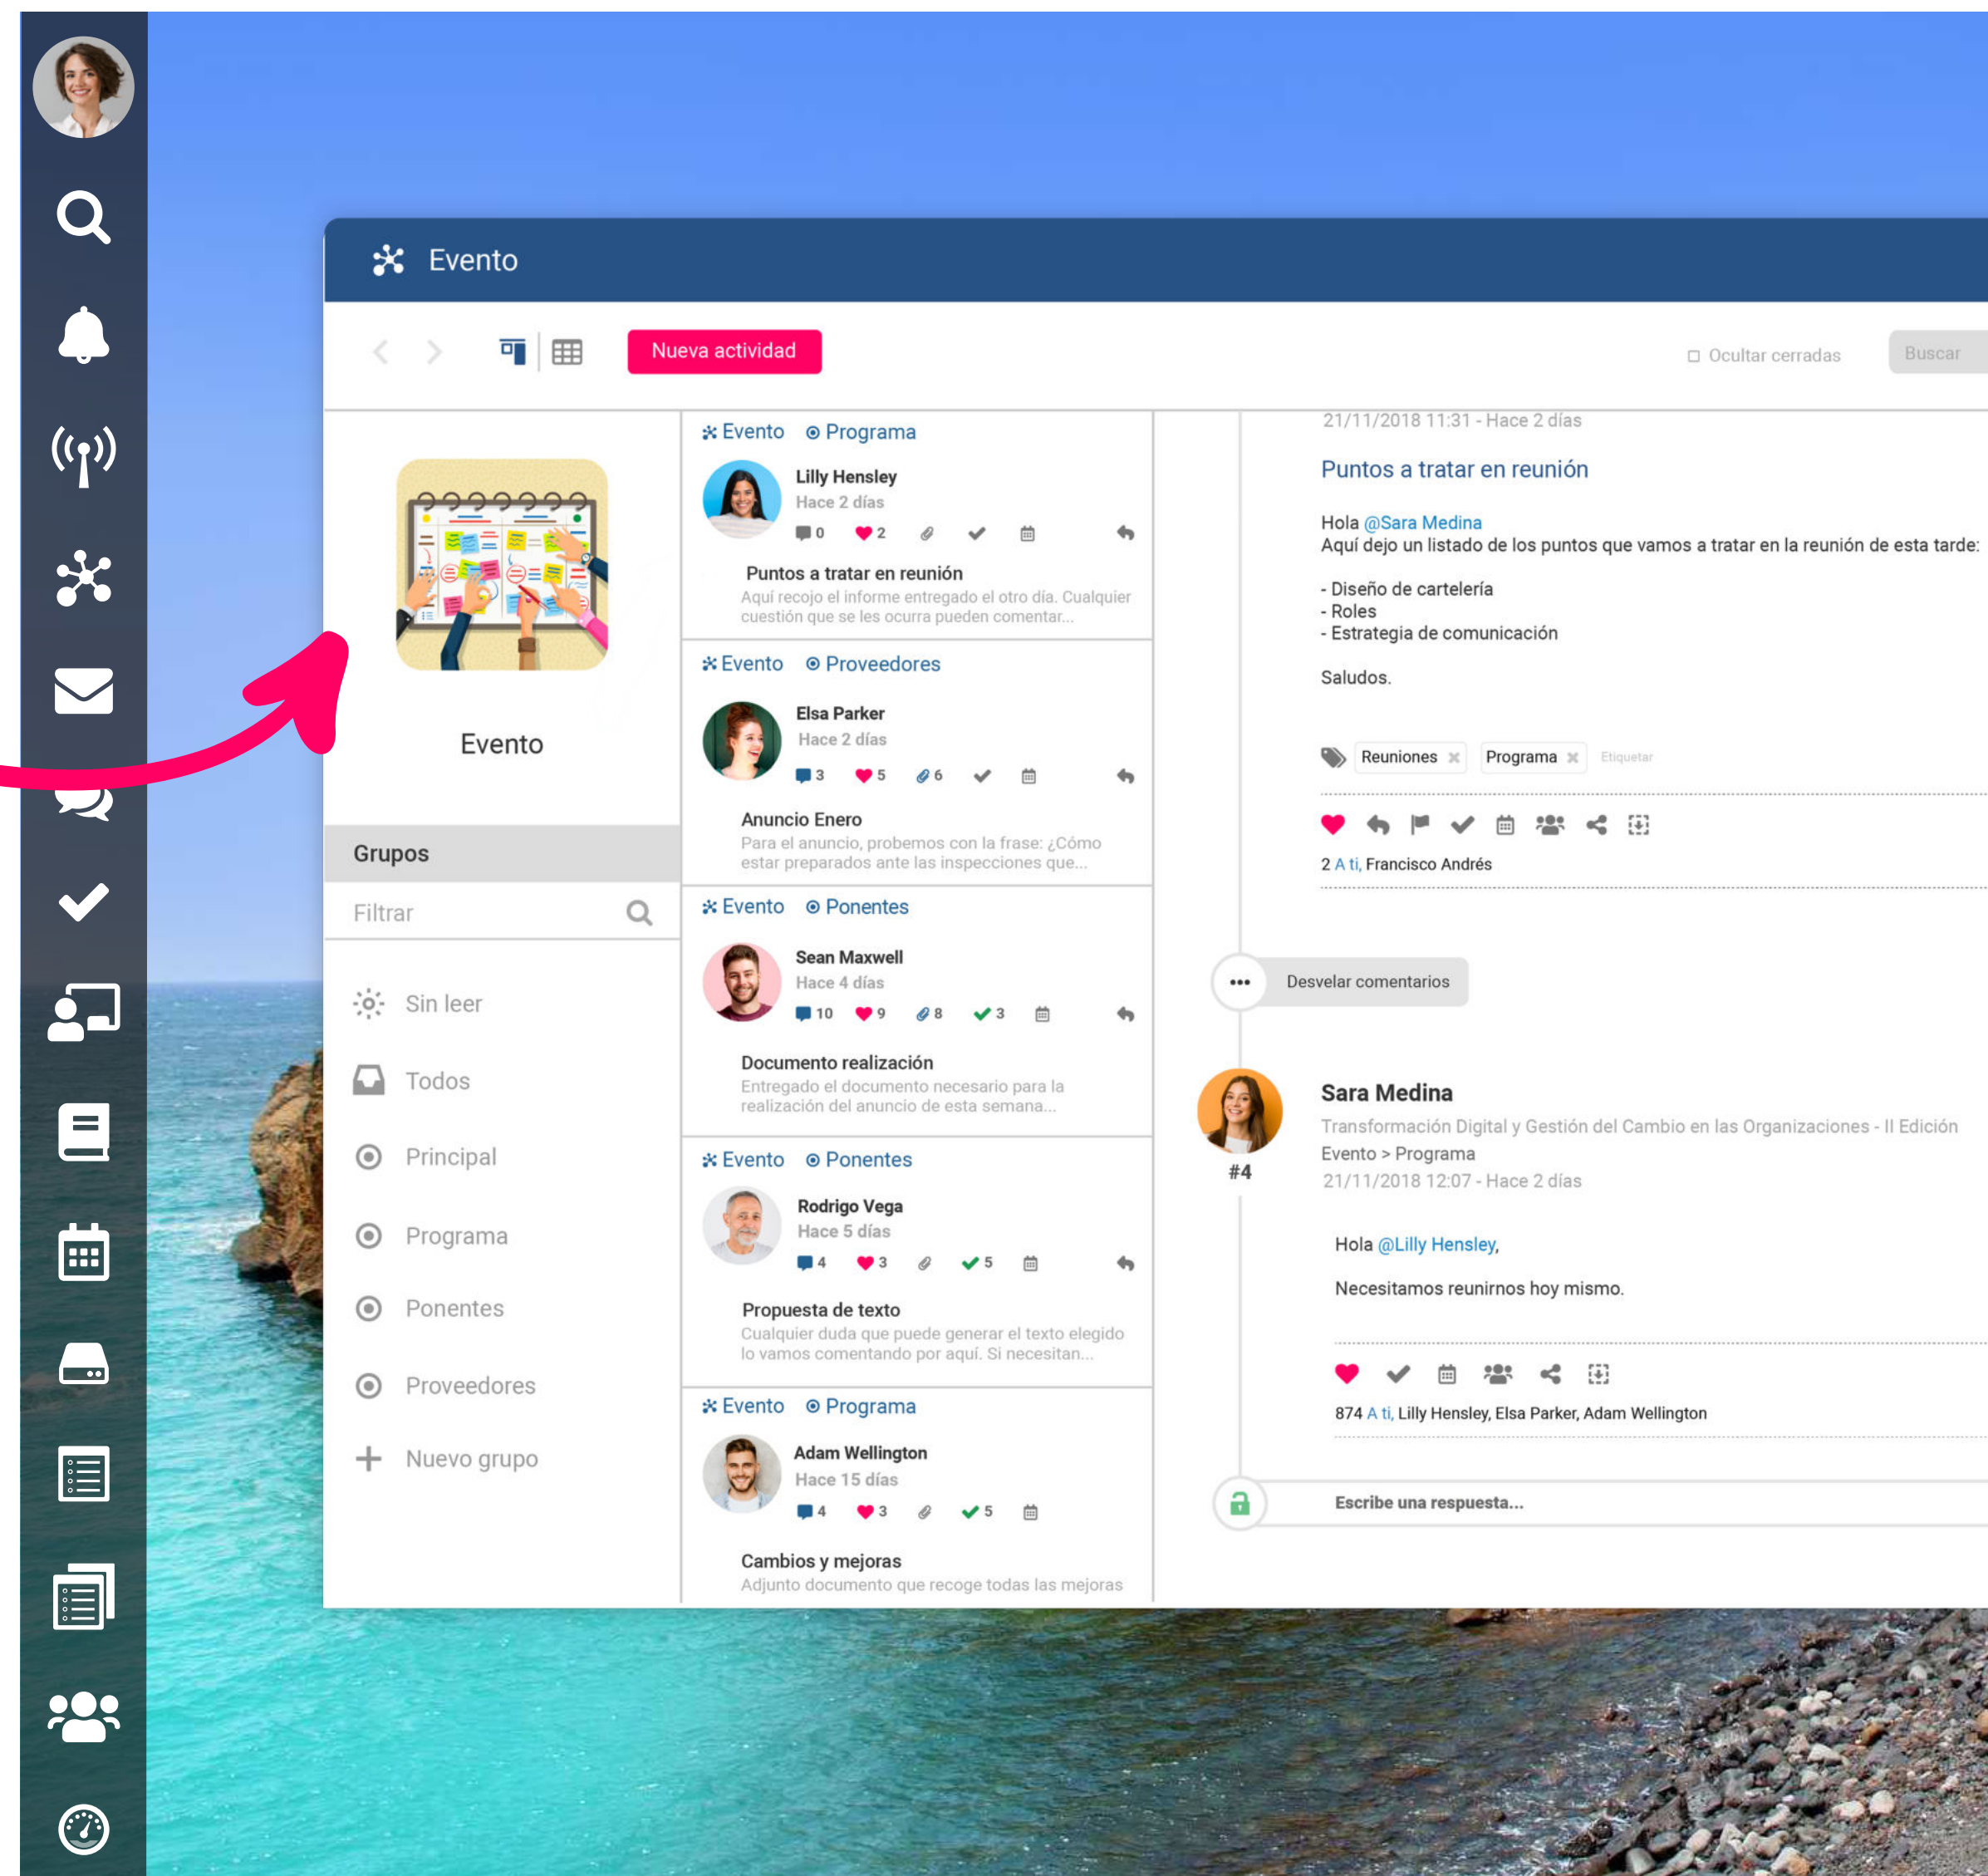 Evento
Nueva actividad
Ocultar cerradas
Buscar
Evento
Grupos
Filtrar
Sin leer
Todos
Principal
Programa
Ponentes
Proveedores
Nuevo grupo
Evento Programa
Lilly Hensley
Hace 2 días
0 2
Puntos a tratar en reunión
Aquí recojo el informe entregado el otro día. Cualquier
cuestión que se les ocurra pueden comentar...
Evento Proveedores
Elsa Parker
Hace 2 días
3 5 6
Anuncio Enero
Para el anuncio, probemos con la frase: ¿Cómo
estar preparados ante las inspecciones que...
Evento Ponentes
Sean Maxwell
Hace 4 días
10 9 8 3
Documento realización
Entregado el documento necesario para la
realización del anuncio de esta semana...
Evento Ponentes
Rodrigo Vega
Hace 5 días
4 3 5
Propuesta de texto
Cualquier duda que puede generar el texto elegido
lo vamos comentando por aquí. Si necesitan...
Evento Programa
Adam Wellington
Hace 15 días
4 3 5
Cambios y mejoras
Adjunto documento que recoge todas las mejoras
21/11/2018 11:31 - Hace 2 días
Puntos a tratar en reunión
Hola @Sara Medina
Aquí dejo un listado de los puntos que vamos a tratar en la reunión de esta tarde:
- Diseño de cartelería
- Roles
- Estrategia de comunicación
Saludos.
Reuniones Programa Etiquetar
2 A ti, Francisco Andrés
Desvelar comentarios
Sara Medina
Transformación Digital y Gestión del Cambio en las Organizaciones - II Edición
Evento > Programa
#4
21/11/2018 12:07 - Hace 2 días
Hola @Lilly Hensley,
Necesitamos reunirnos hoy mismo.
874 A ti, Lilly Hensley, Elsa Parker, Adam Wellington
Escribe una respuesta...